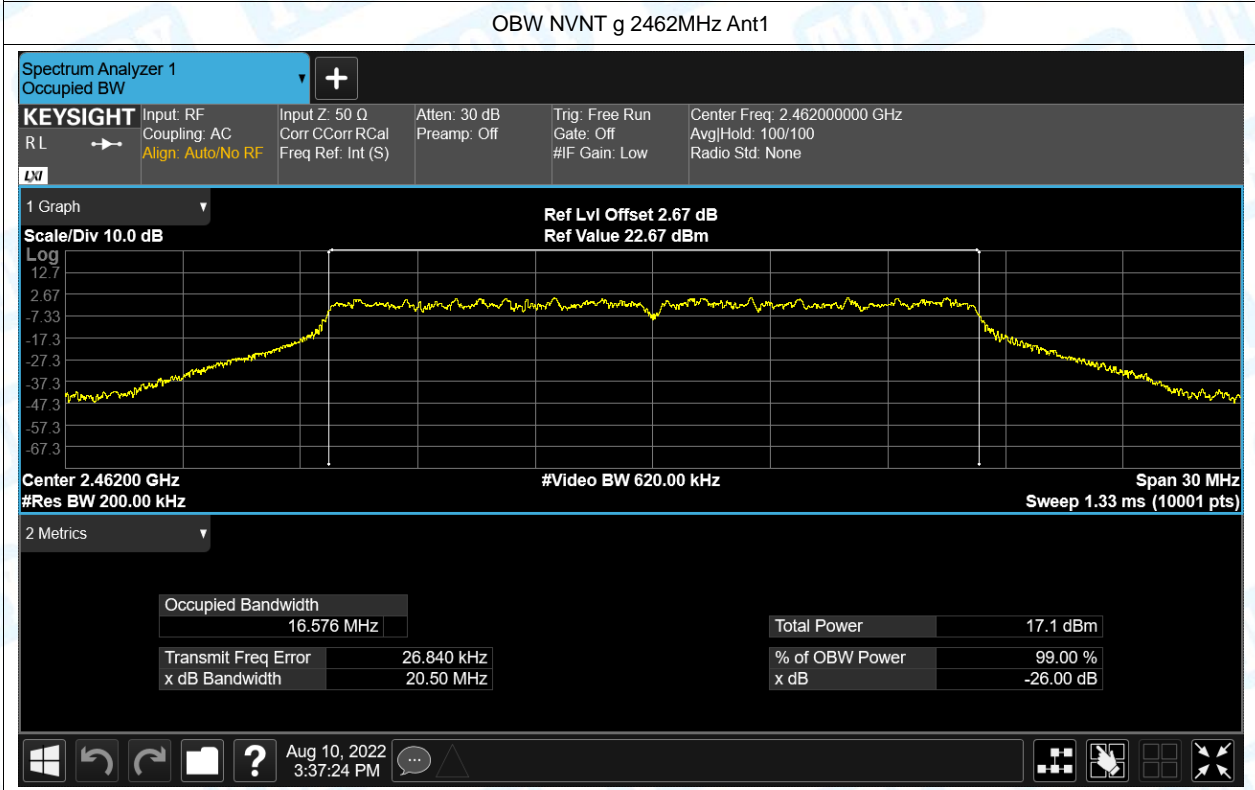 OBW NVNT g 2462MHz Ant1
Spectrum Analyzer 1
Occupied BW
KEYSIGHT
RL
LXI
Input: RF
Coupling: AC
Align: Auto/No RF
Input Z: 50 Ω
Corr CCorr RCal
Freq Ref: Int (S)
Atten: 30 dB
Preamp: Off
Trig: Free Run
Gate: Off
#IF Gain: Low
Center Freq: 2.462000000 GHz
Avg|Hold: 100/100
Radio Std: None
1 Graph
Scale/Div 10.0 dB
Ref Lvl Offset 2.67 dB
Ref Value 22.67 dBm
Log
12.7
2.67
-7.33
-17.3
-27.3
-37.3
-47.3
-57.3
-67.3
Center 2.46200 GHz
#Video BW 620.00 kHz
Span 30 MHz
#Res BW 200.00 kHz
Sweep 1.33 ms (10001 pts)
2 Metrics
Occupied Bandwidth
16.576 MHz
Total Power 17.1 dBm
Transmit Freq Error 26.840 kHz
% of OBW Power 99.00 %
x dB Bandwidth 20.50 MHz
x dB -26.00 dB
?
Aug 10, 2022
3:37:24 PM